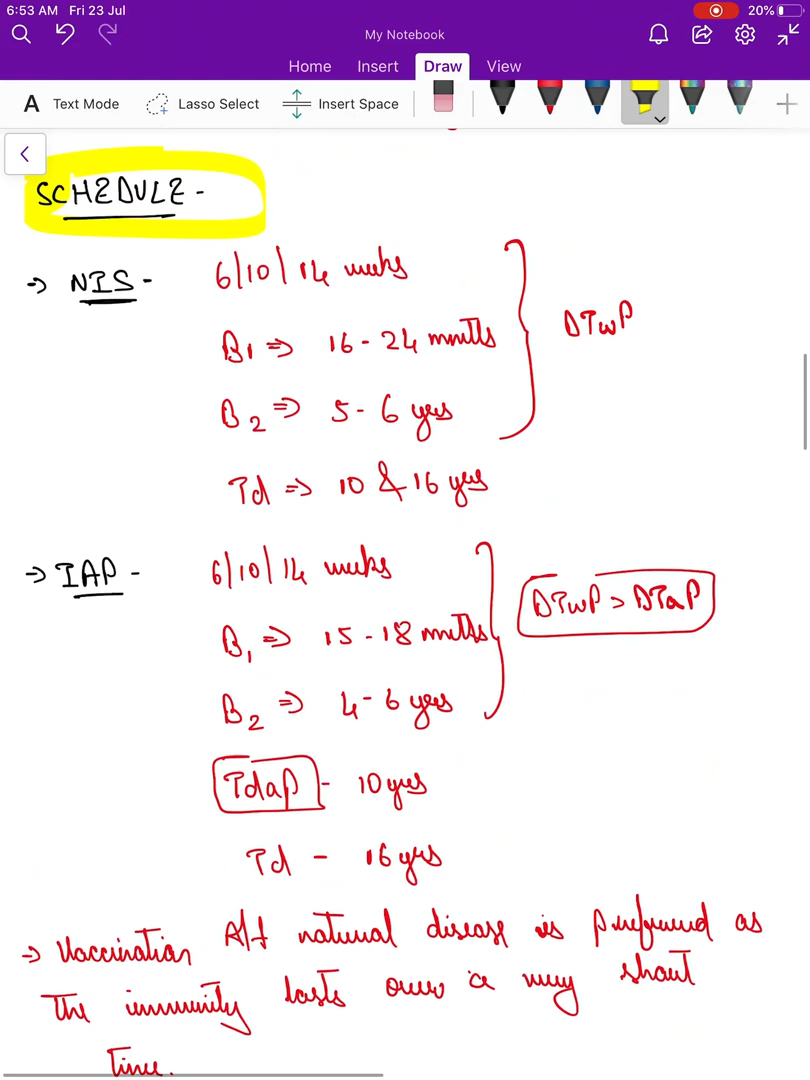 6:53 AM Fri 23 Jul 20%
My Notebook
Home Insert Draw View
A Text Mode Lasso Select Insert Space
SCHEDULE -
→ NIS - 6/10/14 weeks
B1 ⇒ 16 - 24 months
DTwP
B2 ⇒ 5 - 6 yrs
Td ⇒ 10 & 16 yrs
→ IAP - 6/10/14 weeks
DTwP > DTaP
B1 ⇒ 15 - 18 months
B2 ⇒ 4 - 6 yrs
Tdap - 10 yrs
Td - 16 yrs
→ Vaccination Aft natural disease is preferred as
The immunity lasts over a very short
Time.